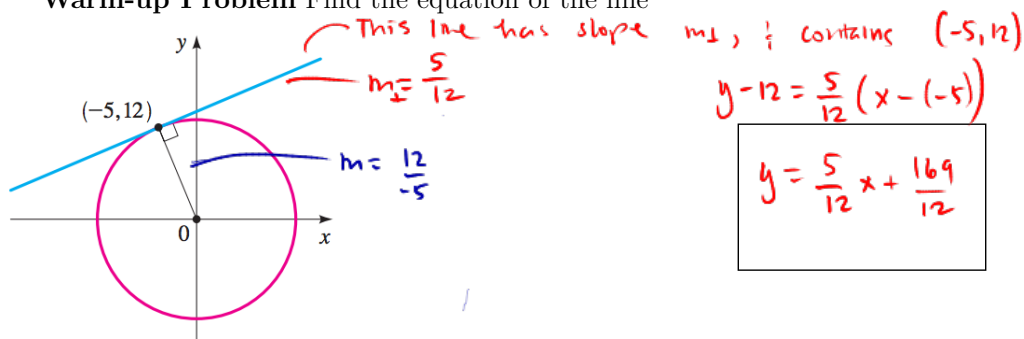 Warm-up Problem Find the equation of the line
This line has slope m⊥, & contains (-5,12)
y
m⊥ = 5/12
y - 12 = 5/12 (x - (-5))
(−5,12)
m = 12/-5
y = 5/12 x + 169/12
0
x